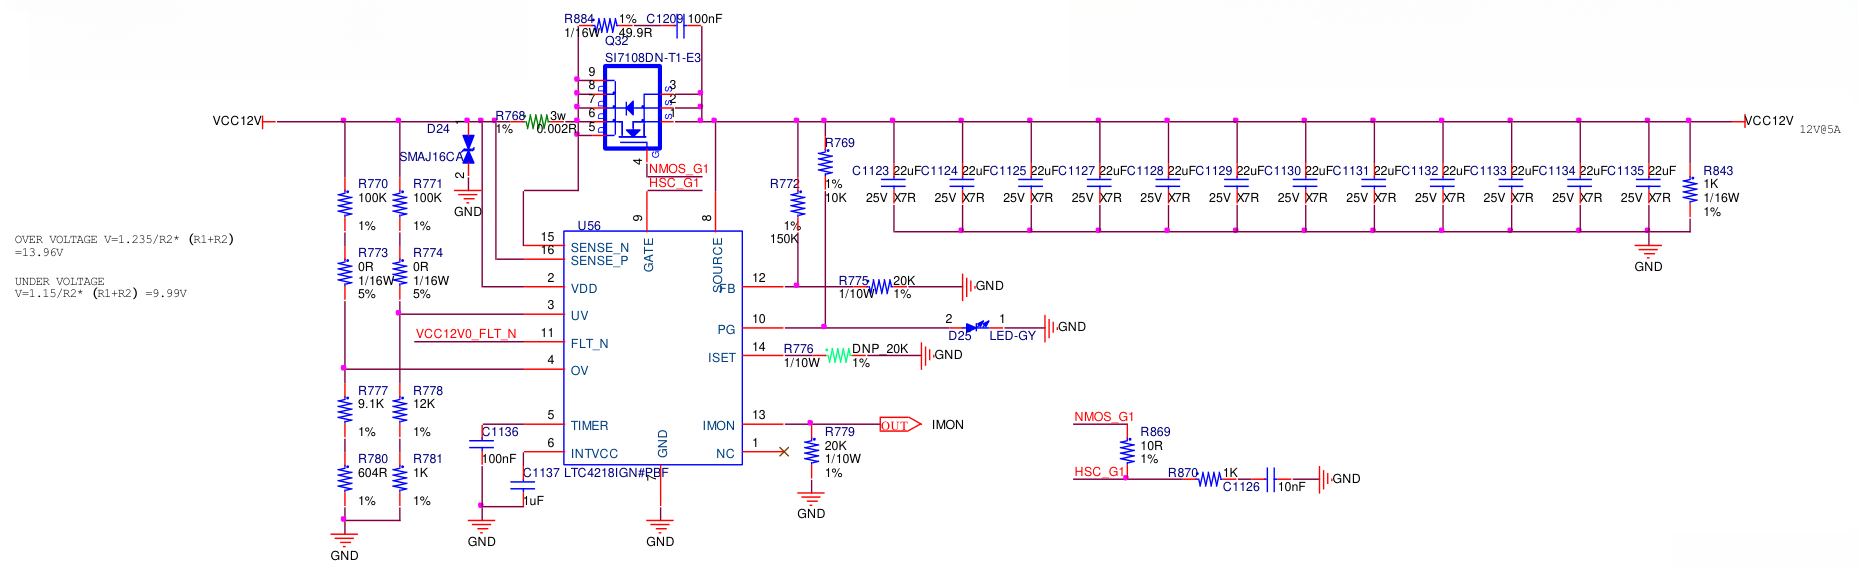 R884 1% C1209 100nF
1/16W 49.9R
Q32
SI7108DN-T1-E3
9
8
7
6
5
D
D
D
D
D
3
2
1
S
S
S
G
4
VCC12V
D24
1
2
SMAJ16CA
GND
R768
1%
3w
0.002R
NMOS_G1
HSC_G1
VCC12V
12V@5A
R769
1%
10K
R772
1%
150K
C1123 22uF
25V X7R
C1124 22uF
25V X7R
C1125 22uF
25V X7R
C1127 22uF
25V X7R
C1128 22uF
25V X7R
C1129 22uF
25V X7R
C1130 22uF
25V X7R
C1131 22uF
25V X7R
C1132 22uF
25V X7R
C1133 22uF
25V X7R
C1134 22uF
25V X7R
C1135 22uF
25V X7R
R843
1K
1/16W
1%
GND
R770
100K
1%
R771
100K
1%
OVER VOLTAGE V=1.235/R2* (R1+R2)
=13.96V
UNDER VOLTAGE
V=1.15/R2* (R1+R2) =9.99V
R773
0R
1/16W
5%
R774
0R
1/16W
5%
U56
15 SENSE_N
16 SENSE_P
2 VDD
3 UV
VCC12V0_FLT_N
11 FLT_N
4 OV
5 TIMER
6 INTVCC
9 GATE
8 SOURCE
12 FB
10 PG
14 ISET
13 IMON
1 NC
7 GND
LTC4218IGN#PBF
R775 20K
1/10W 1%
GND
2 1
D25 LED-GY
GND
R776 DNP_20K
1/10W 1%
GND
OUT IMON
R779
20K
1/10W
1%
GND
R777
9.1K
1%
R778
12K
1%
R780
604R
1%
R781
1K
1%
GND
C1136
100nF
C1137
1uF
GND
GND
NMOS_G1
R869
10R
1%
HSC_G1
R870 1K
C1126 10nF
GND